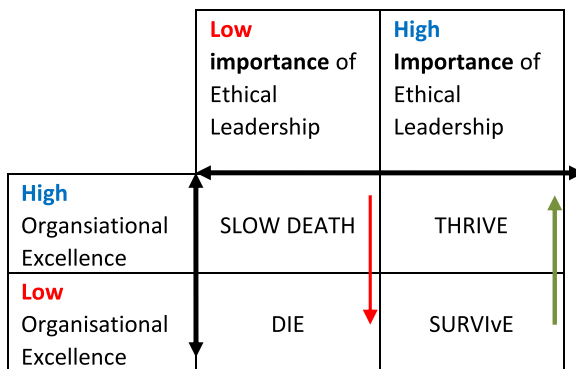 Low
importance of
Ethical
Leadership
High
Importance of
Ethical
Leadership
High
Organsiational
Excellence
SLOW DEATH
THRIVE
Low
Organisational
Excellence
DIE
SURVIvE